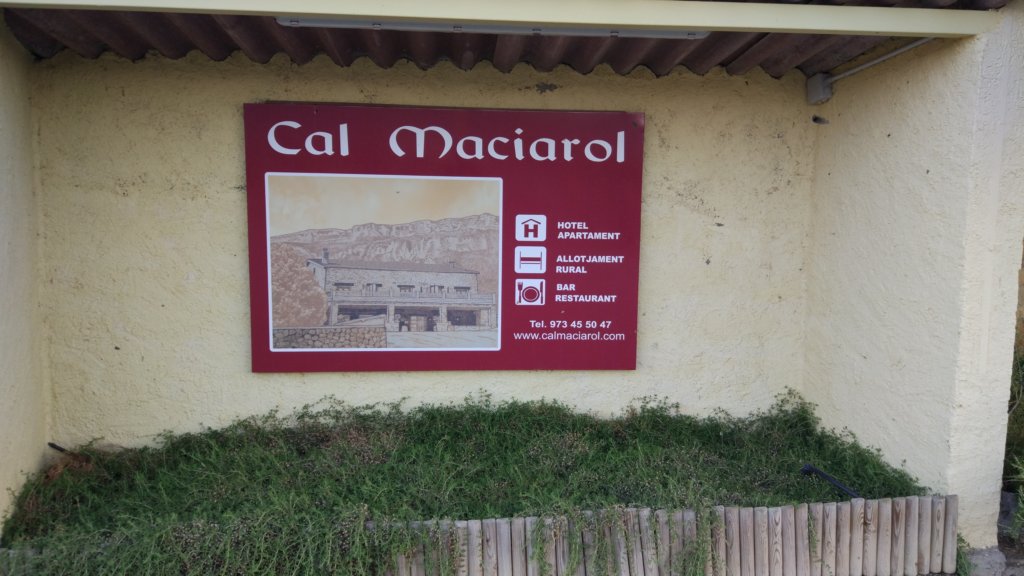 Cal Maciarol
H
HOTEL
APARTAMENT
ALLOTJAMENT
RURAL
BAR
RESTAURANT
Tel. 973 45 50 47
www.calmaciarol.com